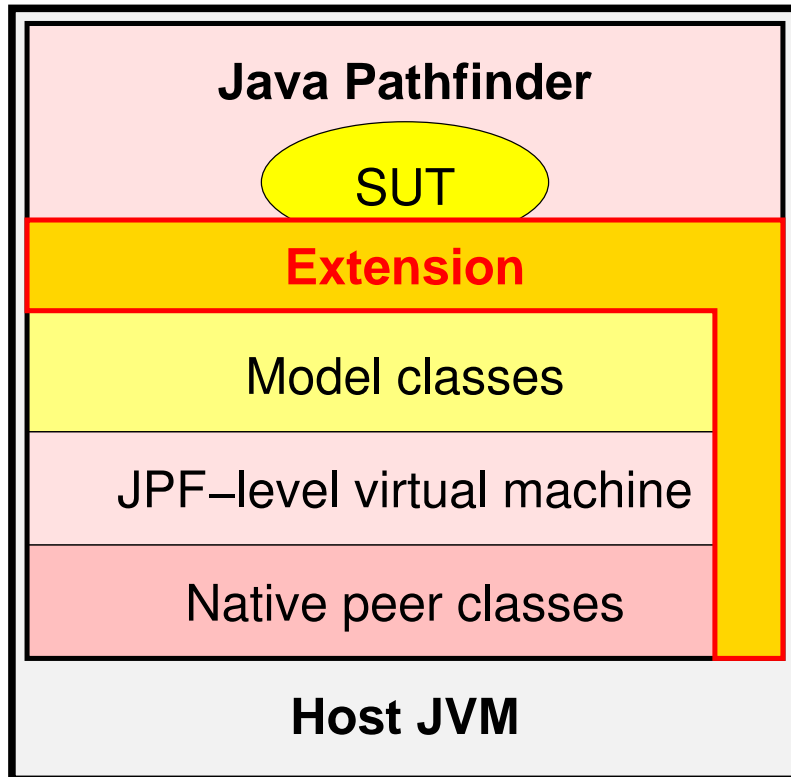 Java Pathfinder
SUT
Extension
Model classes
JPF−level virtual machine
Native peer classes
Host JVM